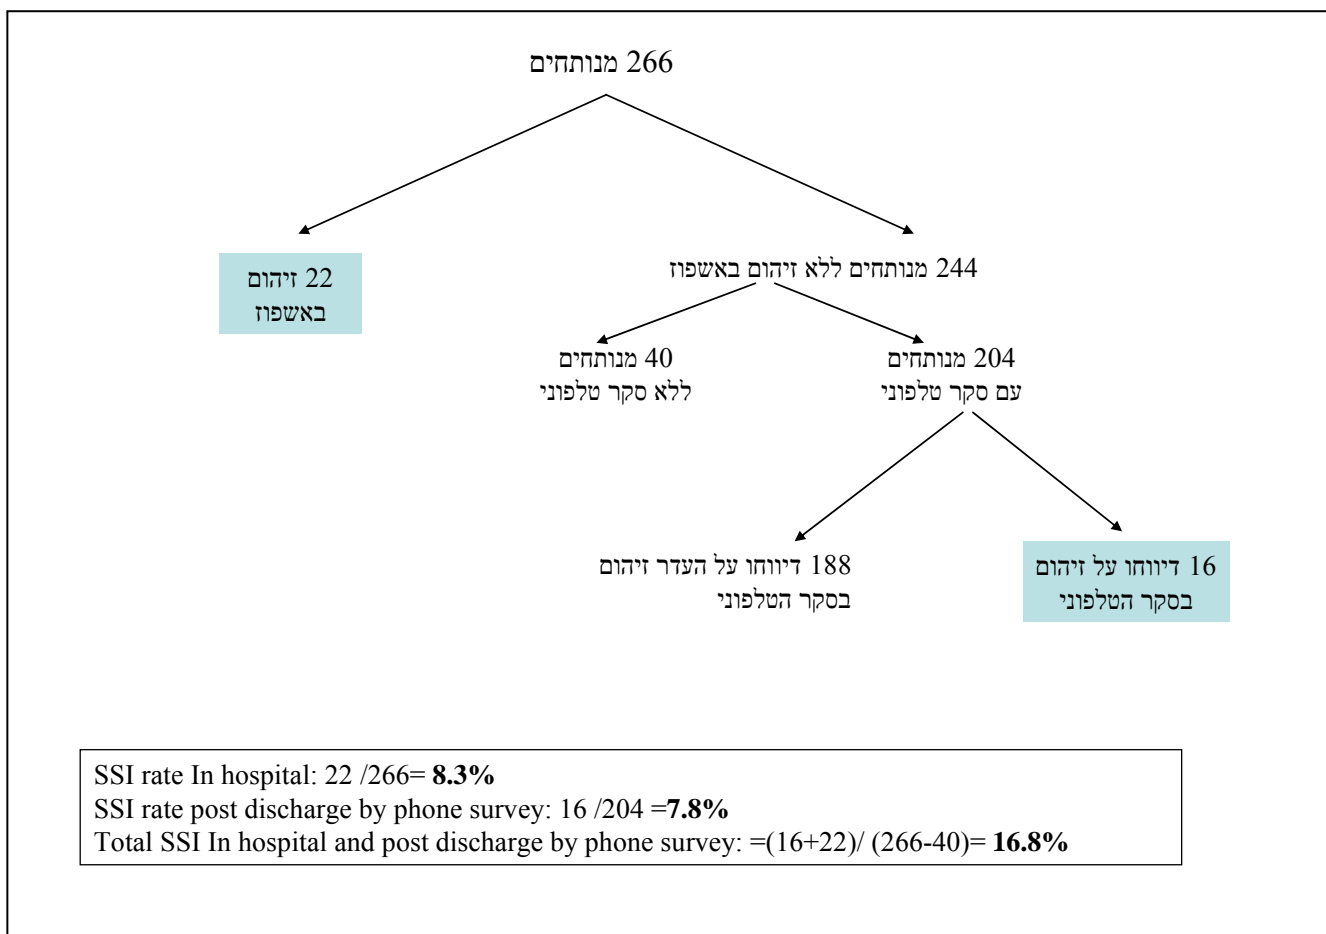 266 מנותחים
22 זיהום
באשפוז
244 מנותחים ללא זיהום באשפוז
40 מנותחים
ללא סקר טלפוני
204 מנותחים
עם סקר טלפוני
188 דיווחו על העדר זיהום
בסקר הטלפוני
16 דיווחו על זיהום
בסקר הטלפוני
SSI rate In hospital: 22 /266= 8.3%
SSI rate post discharge by phone survey: 16 /204 =7.8%
Total SSI In hospital and post discharge by phone survey: =(16+22)/ (266-40)= 16.8%